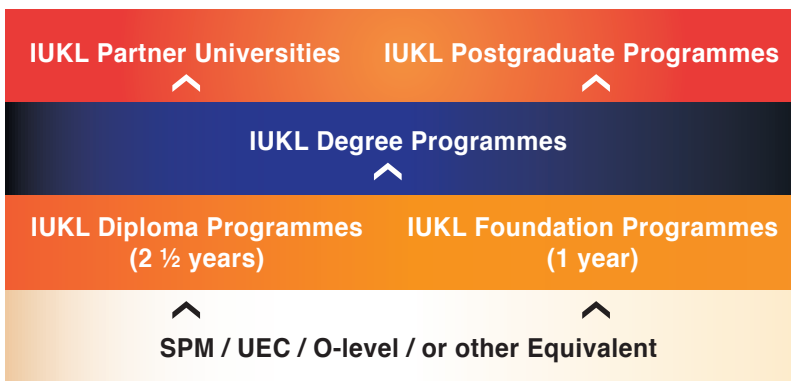 IUKL Partner Universities
IUKL Postgraduate Programmes
IUKL Degree Programmes
IUKL Diploma Programmes
(2 ½ years)
IUKL Foundation Programmes
(1 year)
SPM / UEC / O-level / or other Equivalent